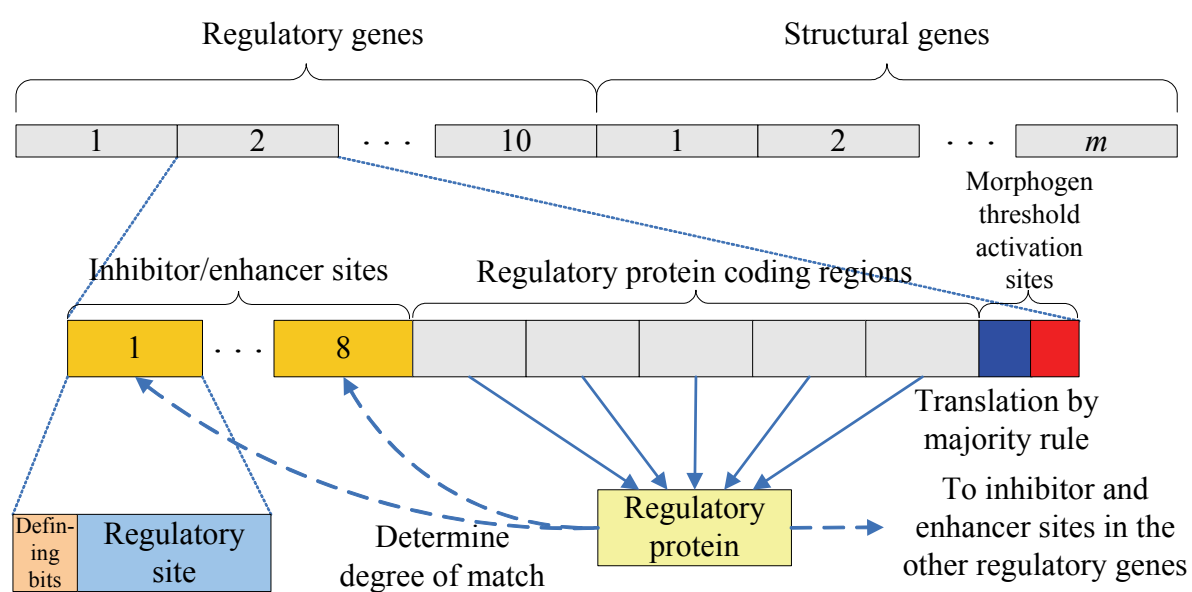 Regulatory genes
Structural genes
1
2
. . .
10
1
2
. . .
m
Morphogen
threshold
activation
sites
Inhibitor/enhancer sites
Regulatory protein coding regions
1
. . .
8
Translation by
majority rule
Regulatory
protein
To inhibitor and
enhancer sites in the
other regulatory genes
Determine
degree of match
Defin-
ing
bits
Regulatory
site